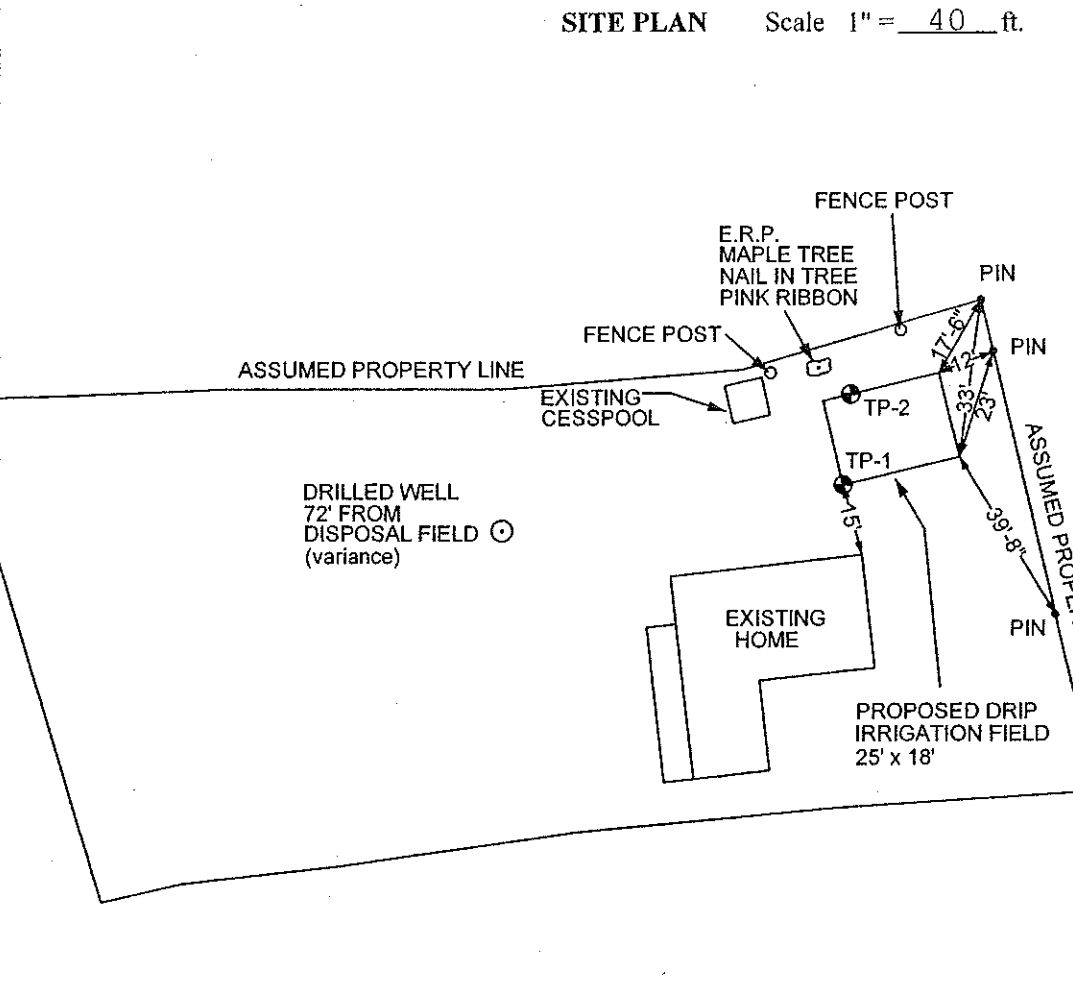 SITE PLAN Scale 1" = 40 ft.
FENCE POST
E.R.P.
MAPLE TREE
NAIL IN TREE
PINK RIBBON
PIN
FENCE POST
17'-6"
12'
PIN
ASSUMED PROPERTY LINE
EXISTING
CESSPOOL
TP-2
33'
23'
TP-1
DRILLED WELL
72' FROM
DISPOSAL FIELD
(variance)
15'
39'-8"
ASSUMED
EXISTING
HOME
PIN
PROPOSED DRIP
IRRIGATION FIELD
25' x 18'